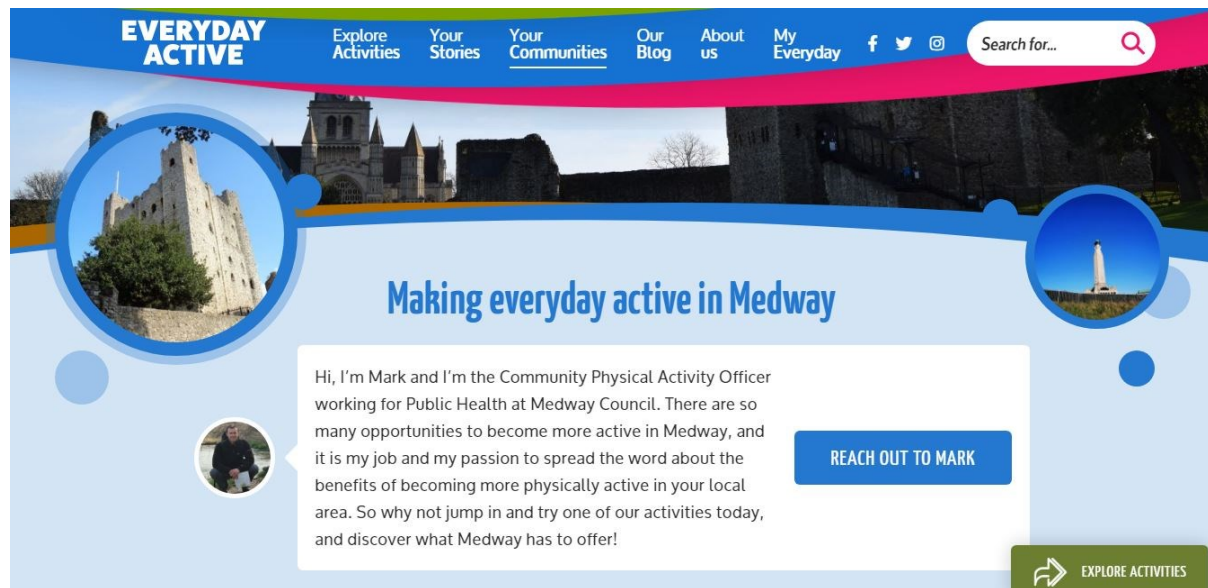 EVERYDAY
ACTIVE
Explore
Activities
Your
Stories
Your
Communities
Our
Blog
About
us
My
Everyday
Search for...
Making everyday active in Medway
Hi, I'm Mark and I'm the Community Physical Activity Officer
working for Public Health at Medway Council. There are so
many opportunities to become more active in Medway, and
it is my job and my passion to spread the word about the
benefits of becoming more physically active in your local
area. So why not jump in and try one of our activities today,
and discover what Medway has to offer!
REACH OUT TO MARK
EXPLORE ACTIVITIES